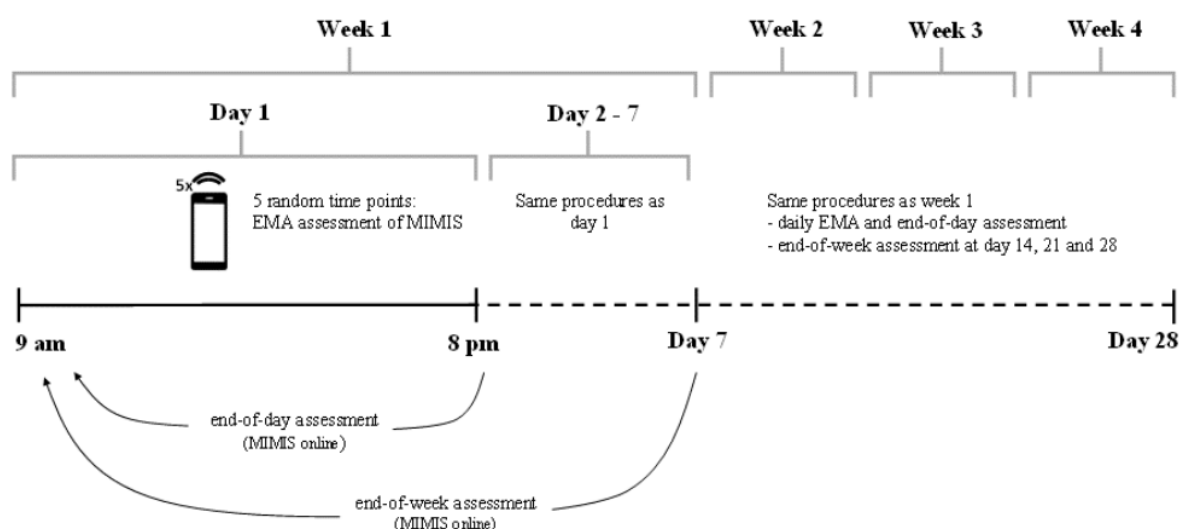 Week 1
Week 2
Week 3
Week 4
Day 1
Day 2 - 7
5x
5 random time points:
EMA assessment of MIMIS
Same procedures as
day 1
Same procedures as week 1
- daily EMA and end-of-day assessment
- end-of-week assessment at day 14, 21 and 28
9 am
8 pm
Day 7
Day 28
end-of-day assessment
(MIMIS online)
end-of-week assessment
(MIMIS online)